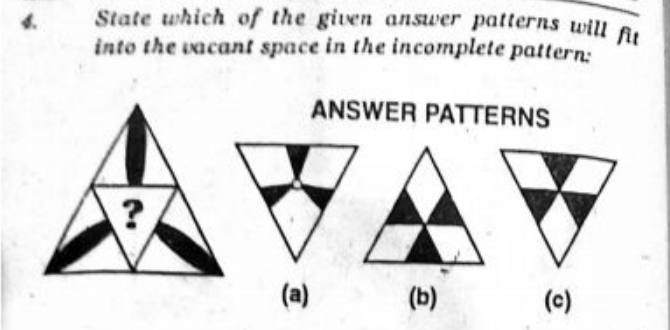 4. State which of the given answer patterns will fit
into the vacant space in the incomplete pattern:
ANSWER PATTERNS
?
(a) (b) (c)